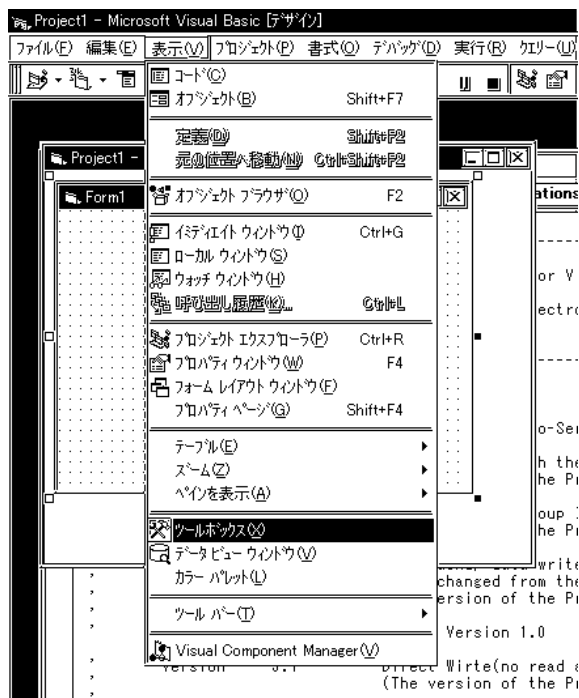 Project1 - Microsoft Visual Basic [ﾃﾞｻﾞｲﾝ]
ﾌｧｲﾙ(F) 編集(E) 表示(V) ﾌﾟﾛｼﾞｪｸﾄ(P) 書式(O) ﾃﾞﾊﾞｯｸﾞ(D) 実行(R) ｸｴﾘｰ(U)
ｺｰﾄﾞ(C)
ｵﾌﾞｼﾞｪｸﾄ(B) Shift+F7
定義(D) Shift+F2
元の位置へ移動(N) Ctrl+Shift+F2
Project1 -
ｵﾌﾞｼﾞｪｸﾄ ﾌﾞﾗｳｻﾞ(O) F2
Form1
ations
ｲﾐﾃﾞｨｴｲﾄ ｳｨﾝﾄﾞｳ(I) Ctrl+G
ﾛｰｶﾙ ｳｨﾝﾄﾞｳ(S)
ｳｫｯﾁ ｳｨﾝﾄﾞｳ(H)
or V
呼び出し履歴(K)... Ctrl+L
ectro
ﾌﾟﾛｼﾞｪｸﾄ ｴｸｽﾌﾟﾛｰﾗ(P) Ctrl+R
ﾌﾟﾛﾊﾟﾃｨ ｳｨﾝﾄﾞｳ(W) F4
ﾌｫｰﾑ ﾚｲｱｳﾄ ｳｨﾝﾄﾞｳ(F)
ﾌﾟﾛﾊﾟﾃｨ ﾍﾟｰｼﾞ(G) Shift+F4
o-Ser
ﾃｰﾌﾞﾙ(E)
h the
ｽﾞｰﾑ(Z)
he Pr
ﾍﾟｲﾝを表示(A)
oup
ﾂｰﾙﾎﾞｯｸｽ(X)
he Pr
ﾃﾞｰﾀ ﾋﾞｭｰ ｳｨﾝﾄﾞｳ(V)
write
ｶﾗｰ ﾊﾟﾚｯﾄ(L)
changed from the
ersion of the Pr
ﾂｰﾙ ﾊﾞｰ(T)
Version 1.0
Visual Component Manager(V)
Direct Wirte(no read a
(The version of the Pr